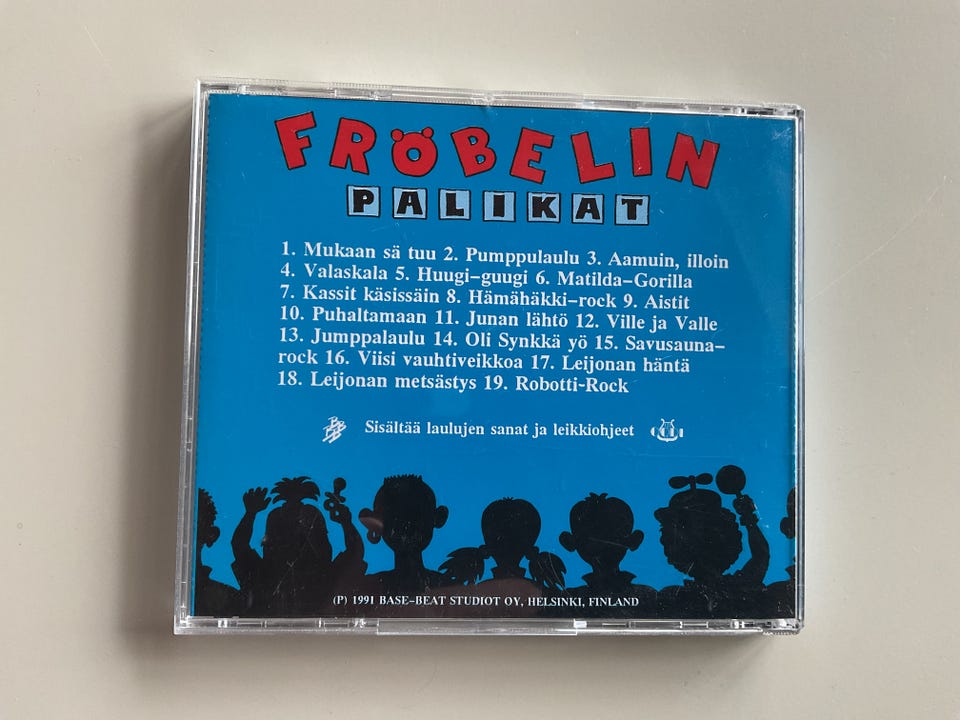 FRÖBELIN
PALIKAT
1. Mukaan sä tuu 2. Pumppulaulu 3. Aamuin, illoin
4. Valaskala 5. Huugi-guugi 6. Matilda-Gorilla
7. Kassit käsissäin 8. Hämähäkki-rock 9. Aistit
10. Puhaltamaan 11. Junan lähtö 12. Ville ja Valle
13. Jumppalaulu 14. Oli Synkkä yö 15. Savusauna-
rock 16. Viisi vauhtiveikkoa 17. Leijonan häntä
18. Leijonan metsästys 19. Robotti-Rock
Sisältää laulujen sanat ja leikkiohjeet
(P) 1991 BASE-BEAT STUDIOT OY, HELSINKI, FINLAND